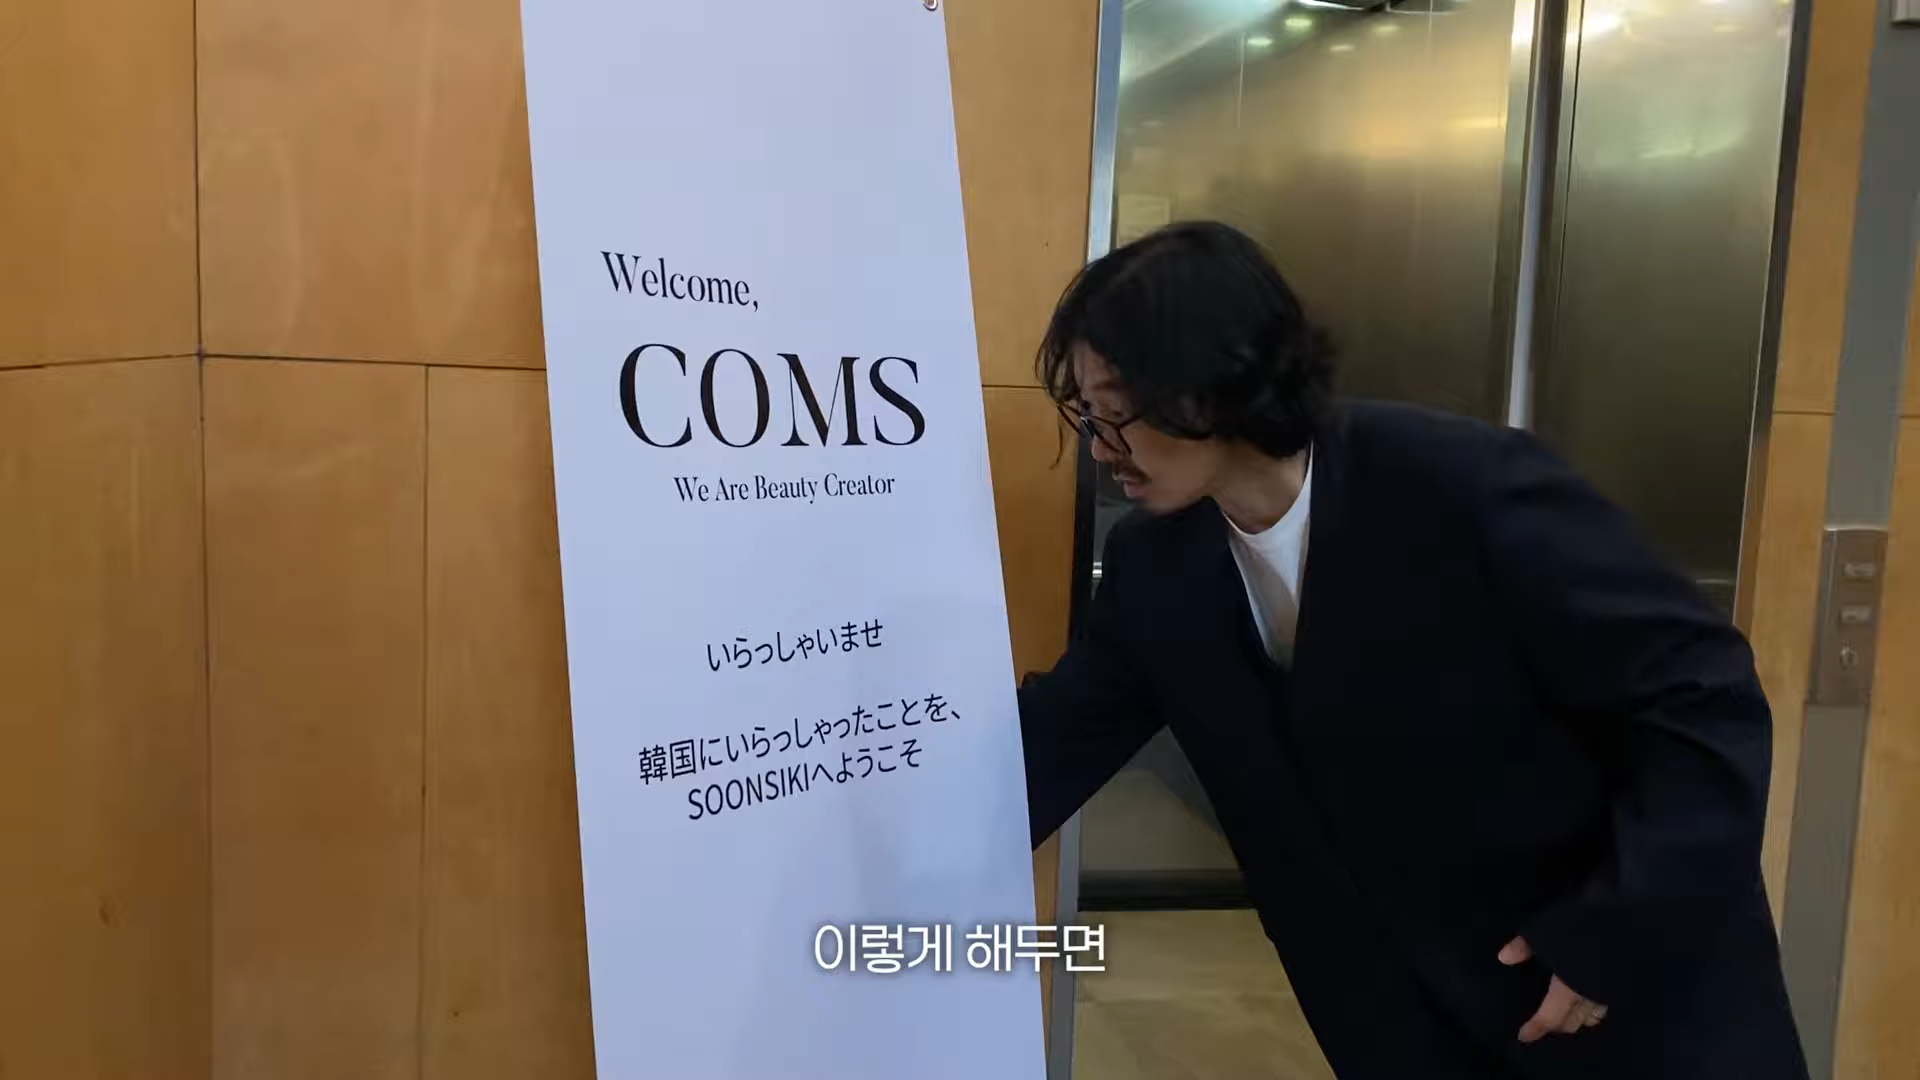 Welcome,
COMS
We Are Beauty Creator
いらっしゃいませ
韓国にいらっしゃったことを、
SOONSIKIへようこそ
이렇게 해두면